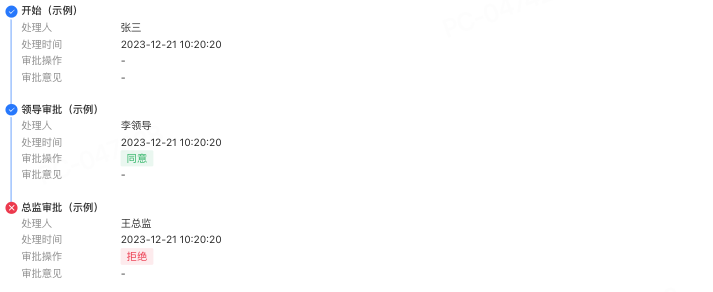 开始（示例）
处理人 张三
处理时间 2023-12-21 10:20:20
审批操作 -
审批意见 -
领导审批（示例）
处理人 李领导
处理时间 2023-12-21 10:20:20
审批操作 同意
审批意见 -
总监审批（示例）
处理人 王总监
处理时间 2023-12-21 10:20:20
审批操作 拒绝
审批意见 -